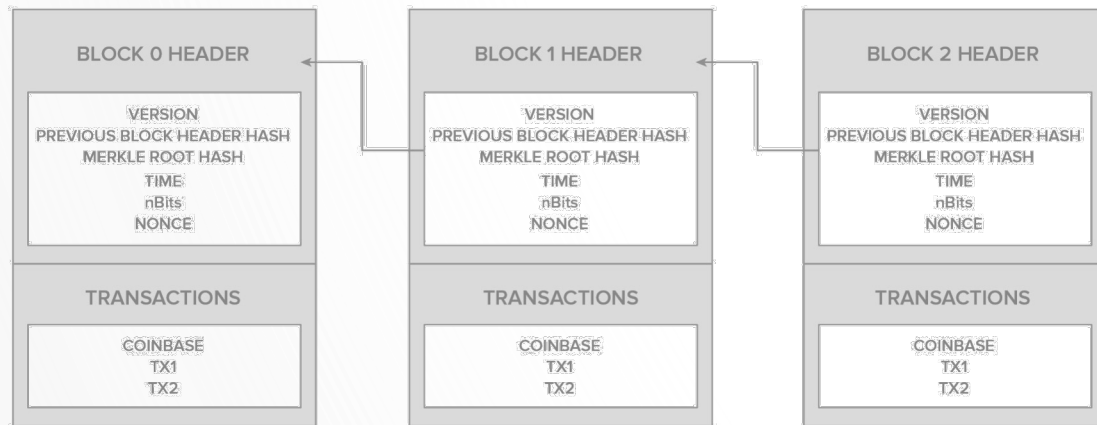 BLOCK 0 HEADER
VERSION
PREVIOUS BLOCK HEADER HASH
MERKLE ROOT HASH
TIME
nBits
NONCE
TRANSACTIONS
COINBASE
TX1
TX2
BLOCK 1 HEADER
VERSION
PREVIOUS BLOCK HEADER HASH
MERKLE ROOT HASH
TIME
nBits
NONCE
TRANSACTIONS
COINBASE
TX1
TX2
BLOCK 2 HEADER
VERSION
PREVIOUS BLOCK HEADER HASH
MERKLE ROOT HASH
TIME
nBits
NONCE
TRANSACTIONS
COINBASE
TX1
TX2